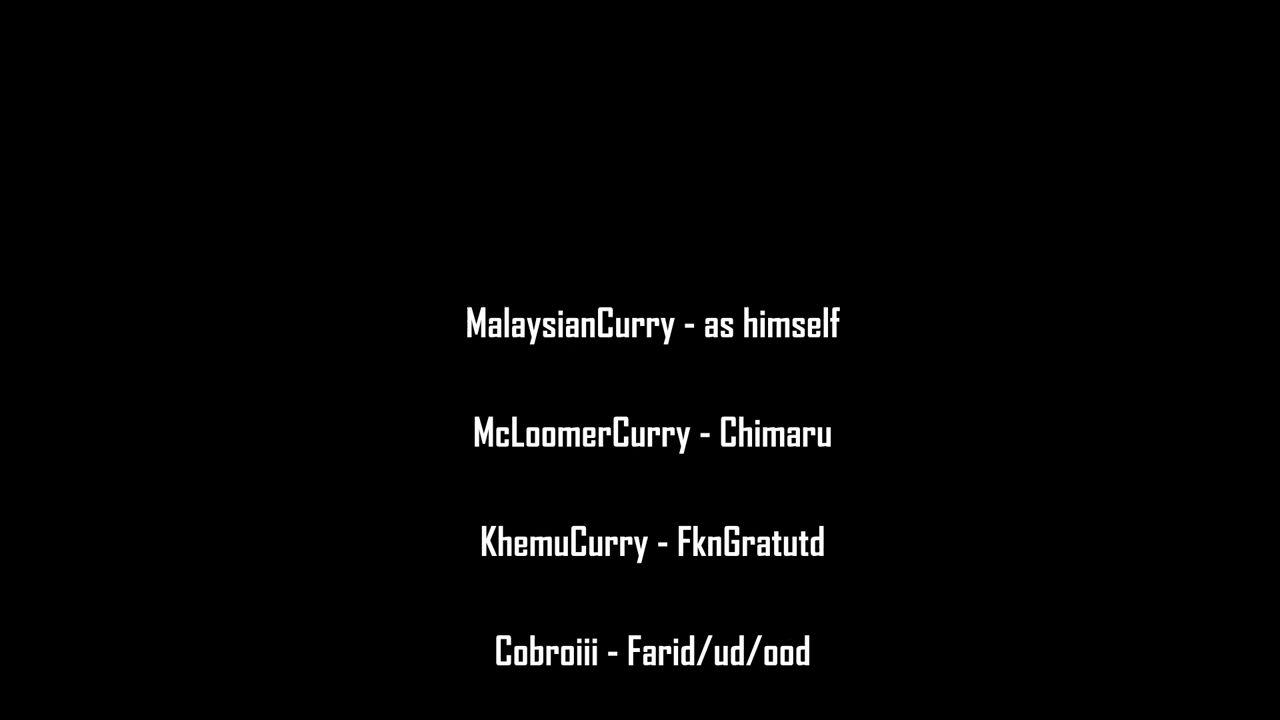 MalaysianCurry - as himself
McLoomerCurry - Chimaru
KhemuCurry - FknGratutd
Cobroiii - Farid/ud/ood